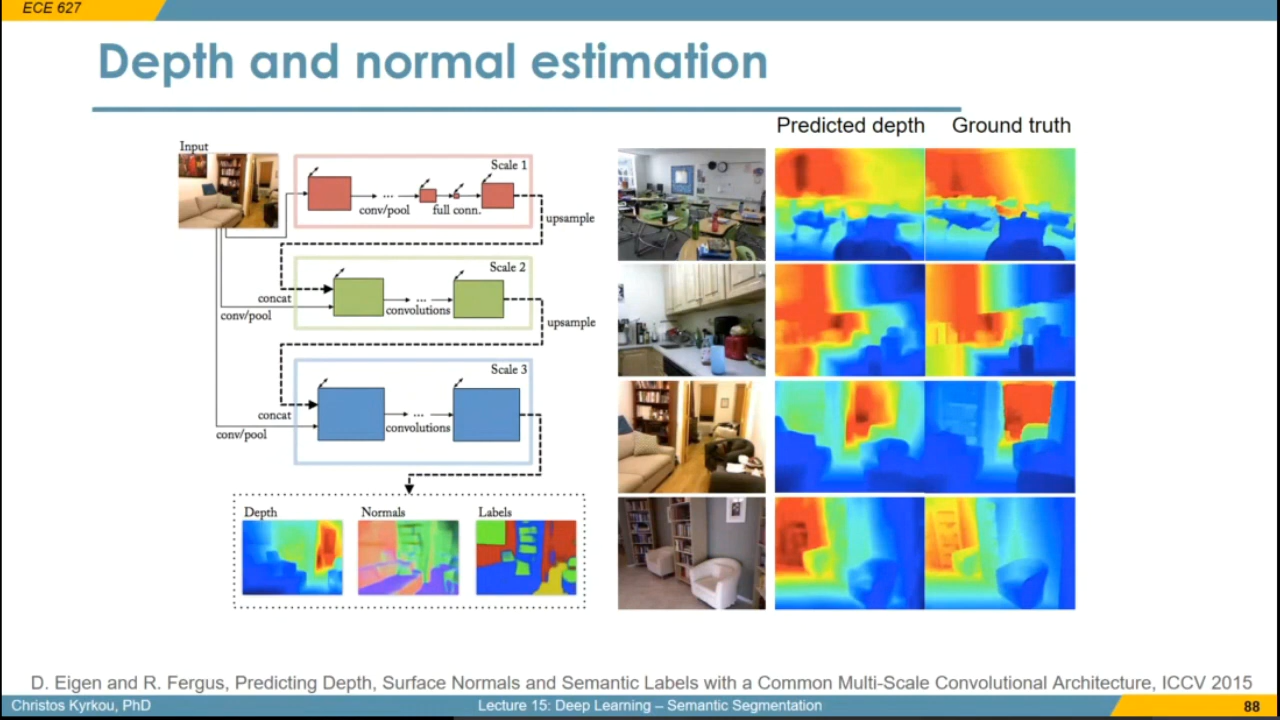 ECE 627
Depth and normal estimation
Predicted depth
Ground truth
Input
Scale 1
conv/pool
full conn.
upsample
Scale 2
concat
conv/pool
convolutions
upsample
Scale 3
concat
conv/pool
convolutions
Depth
Normals
Labels
D. Eigen and R. Fergus, Predicting Depth, Surface Normals and Semantic Labels with a Common Multi-Scale Convolutional Architecture, ICCV 2015
Christos Kyrkou, PhD
Lecture 15: Deep Learning – Semantic Segmentation
88